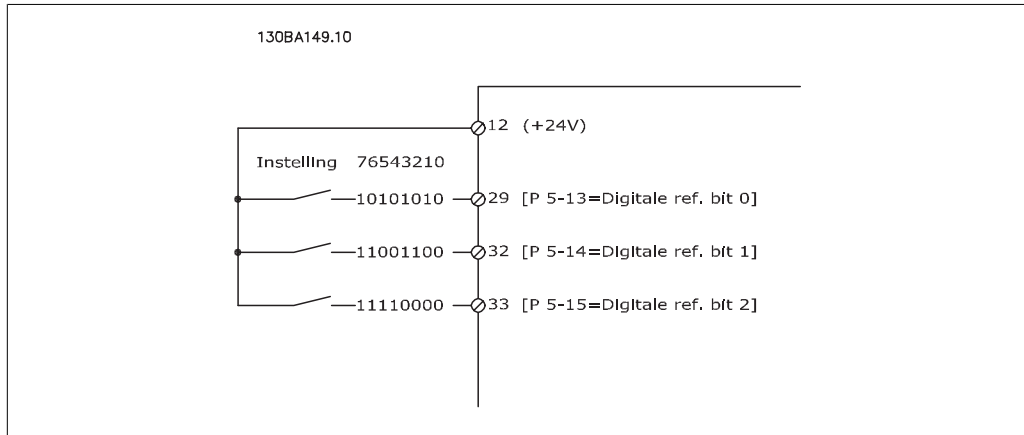 130BA149.10
12 (+24V)
Instelling 76543210
10101010 29 [P 5-13=Digitale ref. bit 0]
11001100 32 [P 5-14=Digitale ref. bit 1]
11110000 33 [P 5-15=Digitale ref. bit 2]